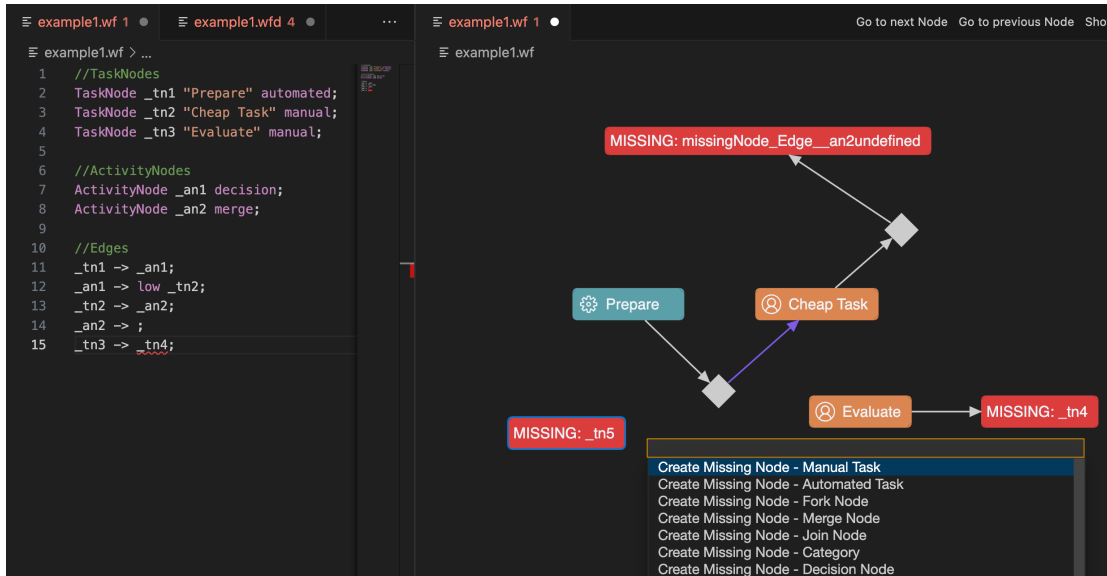 example1.wf 1
example1.wfd 4
...
example1.wf > ...
1 //TaskNodes
2 TaskNode _tn1 "Prepare" automated;
3 TaskNode _tn2 "Cheap Task" manual;
4 TaskNode _tn3 "Evaluate" manual;
5
6 //ActivityNodes
7 ActivityNode _an1 decision;
8 ActivityNode _an2 merge;
9
10 //Edges
11 _tn1 -> _an1;
12 _an1 -> low _tn2;
13 _tn2 -> _an2;
14 _an2 -> ;
15 _tn3 -> _tn4;
example1.wf 1
Go to next Node Go to previous Node Sho
example1.wf
MISSING: missingNode_Edge__an2undefined
Prepare
Cheap Task
Evaluate
MISSING: _tn4
MISSING: _tn5
Create Missing Node - Manual Task
Create Missing Node - Automated Task
Create Missing Node - Fork Node
Create Missing Node - Merge Node
Create Missing Node - Join Node
Create Missing Node - Category
Create Missing Node - Decision Node